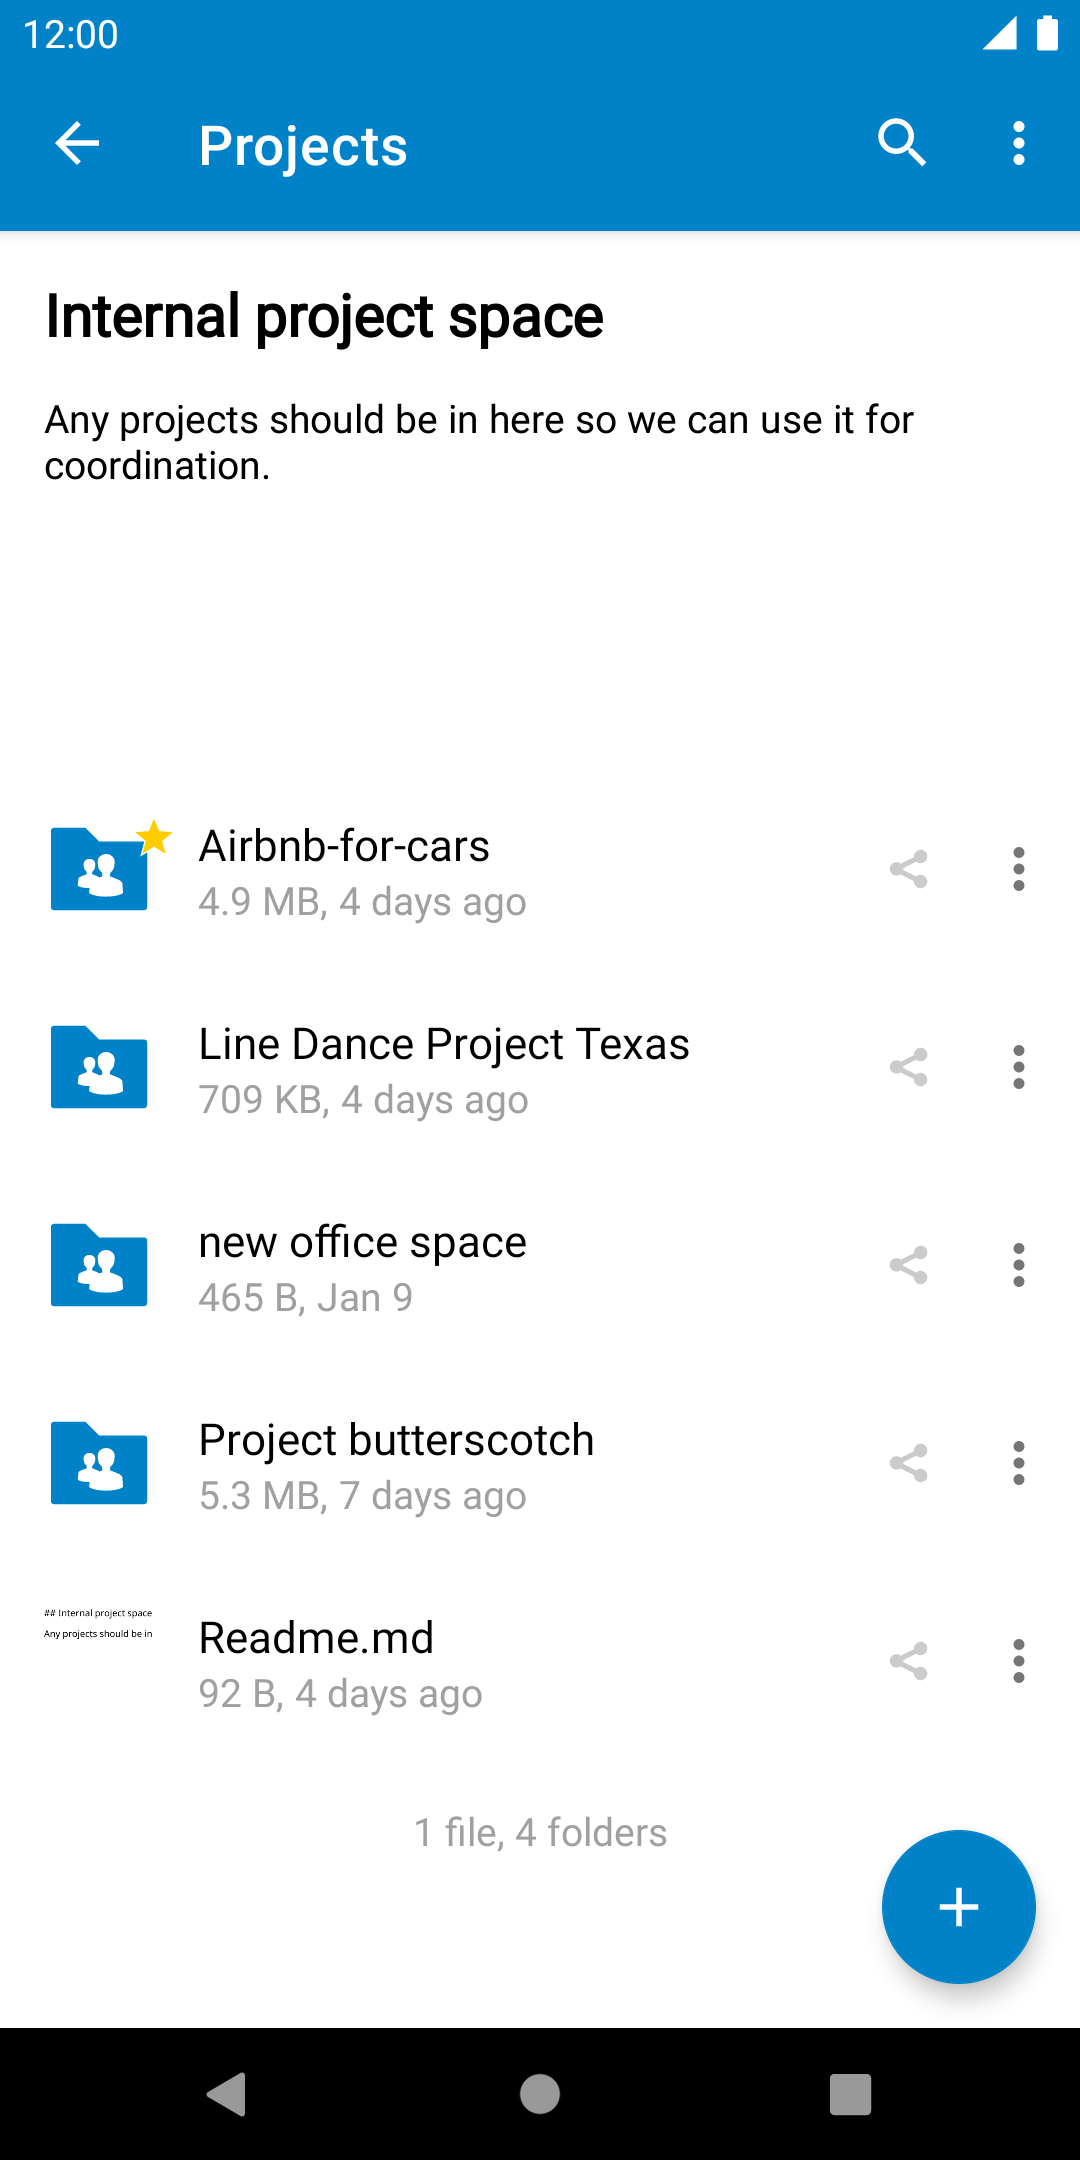 12:00
Projects
Internal project space
Any projects should be in here so we can use it for
coordination.
Airbnb-for-cars
4.9 MB, 4 days ago
Line Dance Project Texas
709 KB, 4 days ago
new office space
465 B, Jan 9
Project butterscotch
5.3 MB, 7 days ago
## Internal project space
Any projects should be in
Readme.md
92 B, 4 days ago
1 file, 4 folders